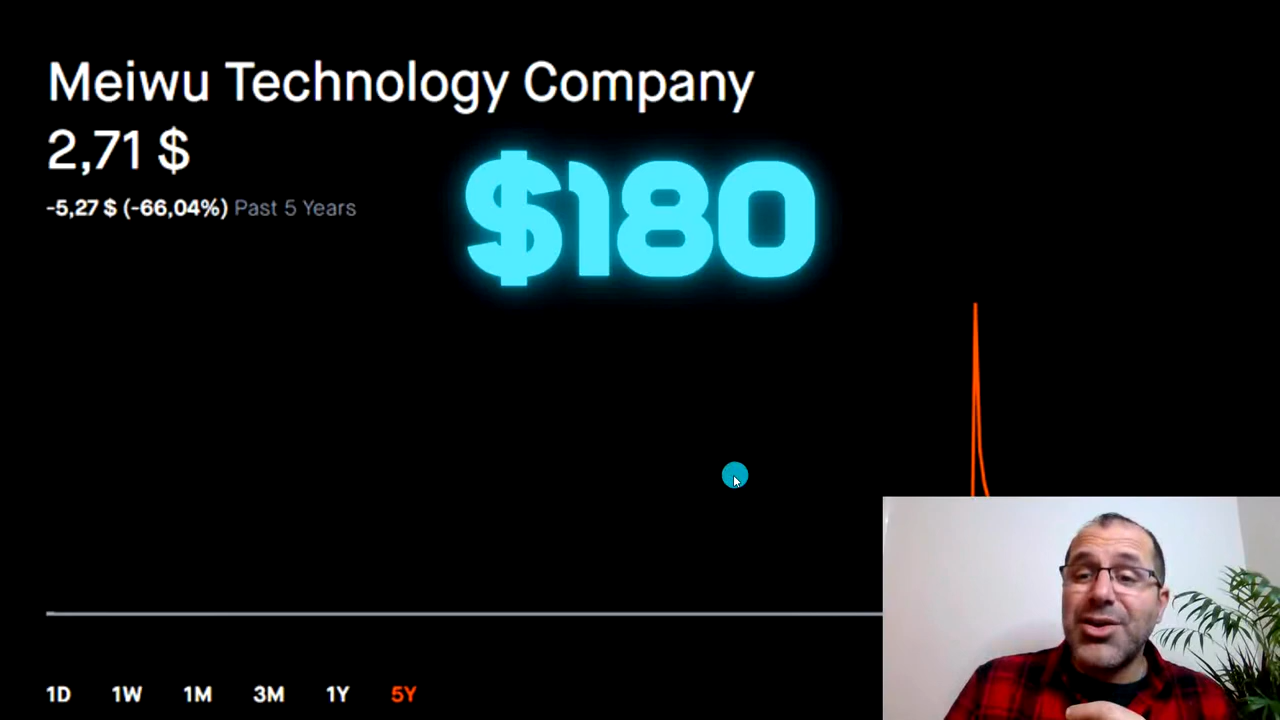 Meiwu Technology Company
2,71 $
$180
-5,27 $ (-66,04%) Past 5 Years
1D 1W 1M 3M 1Y 5Y